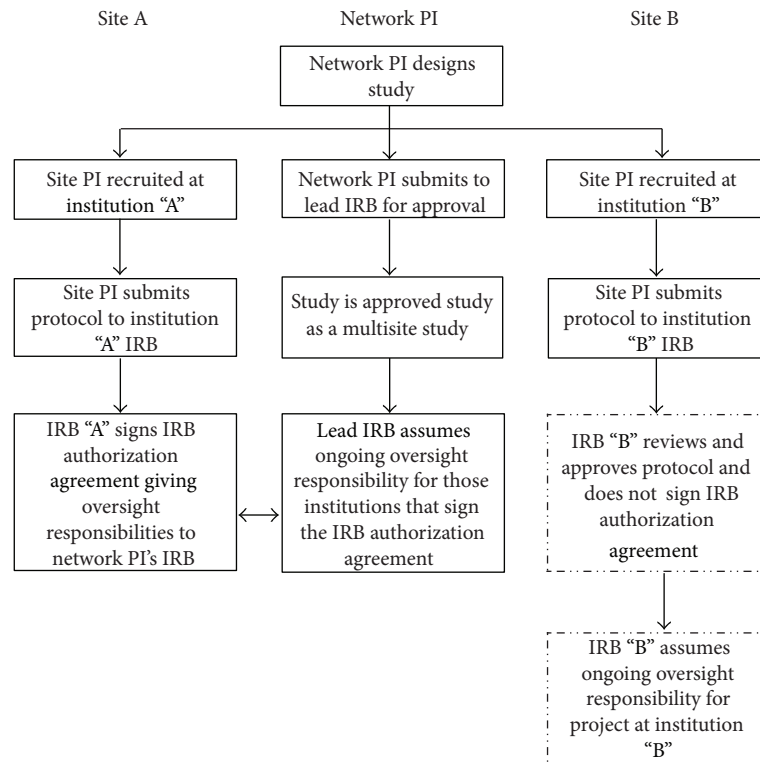 Site A
Network PI
Site B
Network PI designs
study
Site PI recruited at
institution “A”
Network PI submits to
lead IRB for approval
Site PI recruited at
institution “B”
Site PI submits
protocol to institution
“A” IRB
Study is approved study
as a multisite study
Site PI submits
protocol to institution
“B” IRB
IRB “A” signs IRB
authorization
agreement giving
oversight
responsibilities to
network PI’s IRB
Lead IRB assumes
ongoing oversight
responsibility for those
institutions that sign
the IRB authorization
agreement
IRB “B” reviews and
approves protocol and
does not sign IRB
authorization
agreement
IRB “B” assumes
ongoing oversight
responsibility for
project at institution
“B”